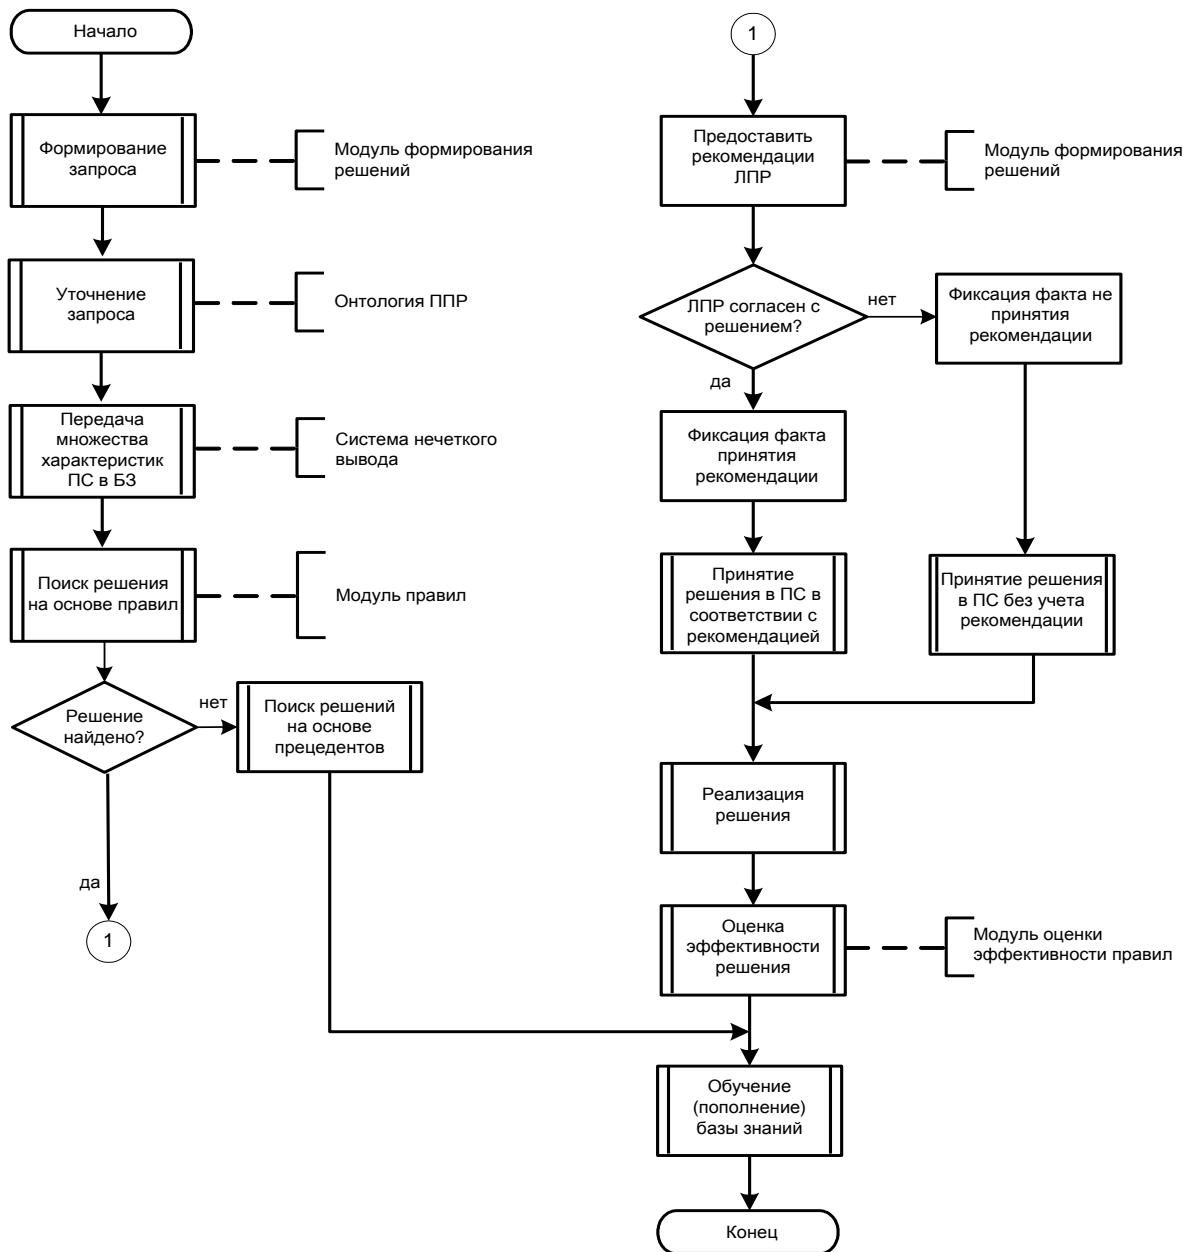 Начало
Формирование
запроса
Модуль формирования
решений
Уточнение
запроса
Онтология ППР
Передача
множества
характеристик
ПС в БЗ
Система нечеткого
вывода
Поиск решения
на основе правил
Модуль правил
Решение
найдено?
нет
Поиск решений
на основе
прецедентов
да
1
1
Предоставить
рекомендации
ЛПР
Модуль формирования
решений
ЛПР согласен с
решением?
нет
Фиксация факта не
принятия
рекомендации
да
Фиксация факта
принятия
рекомендации
Принятие
решения в ПС в
соответствии с
рекомендацией
Принятие решения
в ПС без учета
рекомендации
Реализация
решения
Оценка
эффективности
решения
Модуль оценки
эффективности правил
Обучение
(пополнение)
базы знаний
Конец